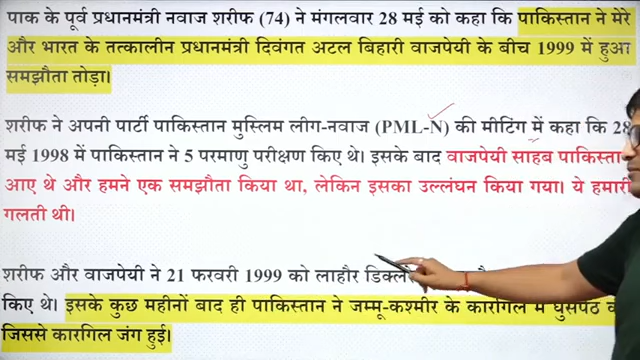 पाक के पूर्व प्रधानमंत्री नवाज शरीफ (74) ने मंगलवार 28 मई को कहा कि पाकिस्तान ने मेरे
और भारत के तत्कालीन प्रधानमंत्री दिवंगत अटल बिहारी वाजपेयी के बीच 1999 में हुआ
समझौता तोड़ा।
शरीफ ने अपनी पार्टी पाकिस्तान मुस्लिम लीग-नवाज (PML-N) की मीटिंग में कहा कि 28
मई 1998 में पाकिस्तान ने 5 परमाणु परीक्षण किए थे। इसके बाद वाजपेयी साहब
आए थे और हमने एक समझौता किया था, लेकिन इसका उल्लंघन किया गया। ये हमारी
गलती थी।
शरीफ और वाजपेयी ने 21 फरवरी 1999 को लाहौर
किए थे। इसके कुछ महीनों बाद ही पाकिस्तान ने जम्मू-कश्मीर के कारगिल में
जिससे कारगिल जंग हुई।